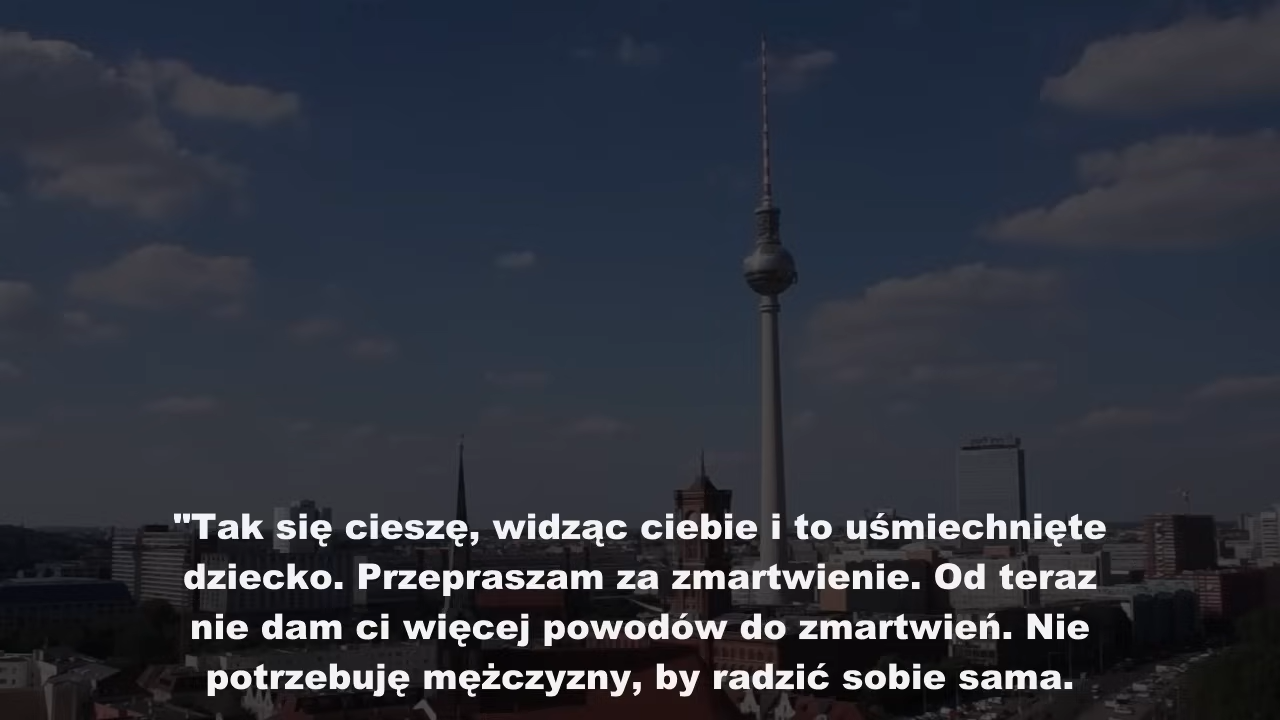 "Tak się cieszę, widząc ciebie i to uśmiechnięte
dziecko. Przepraszam za zmartwienie. Od teraz
nie dam ci więcej powodów do zmartwień. Nie
potrzebuję mężczyzny, by radzić sobie sama.